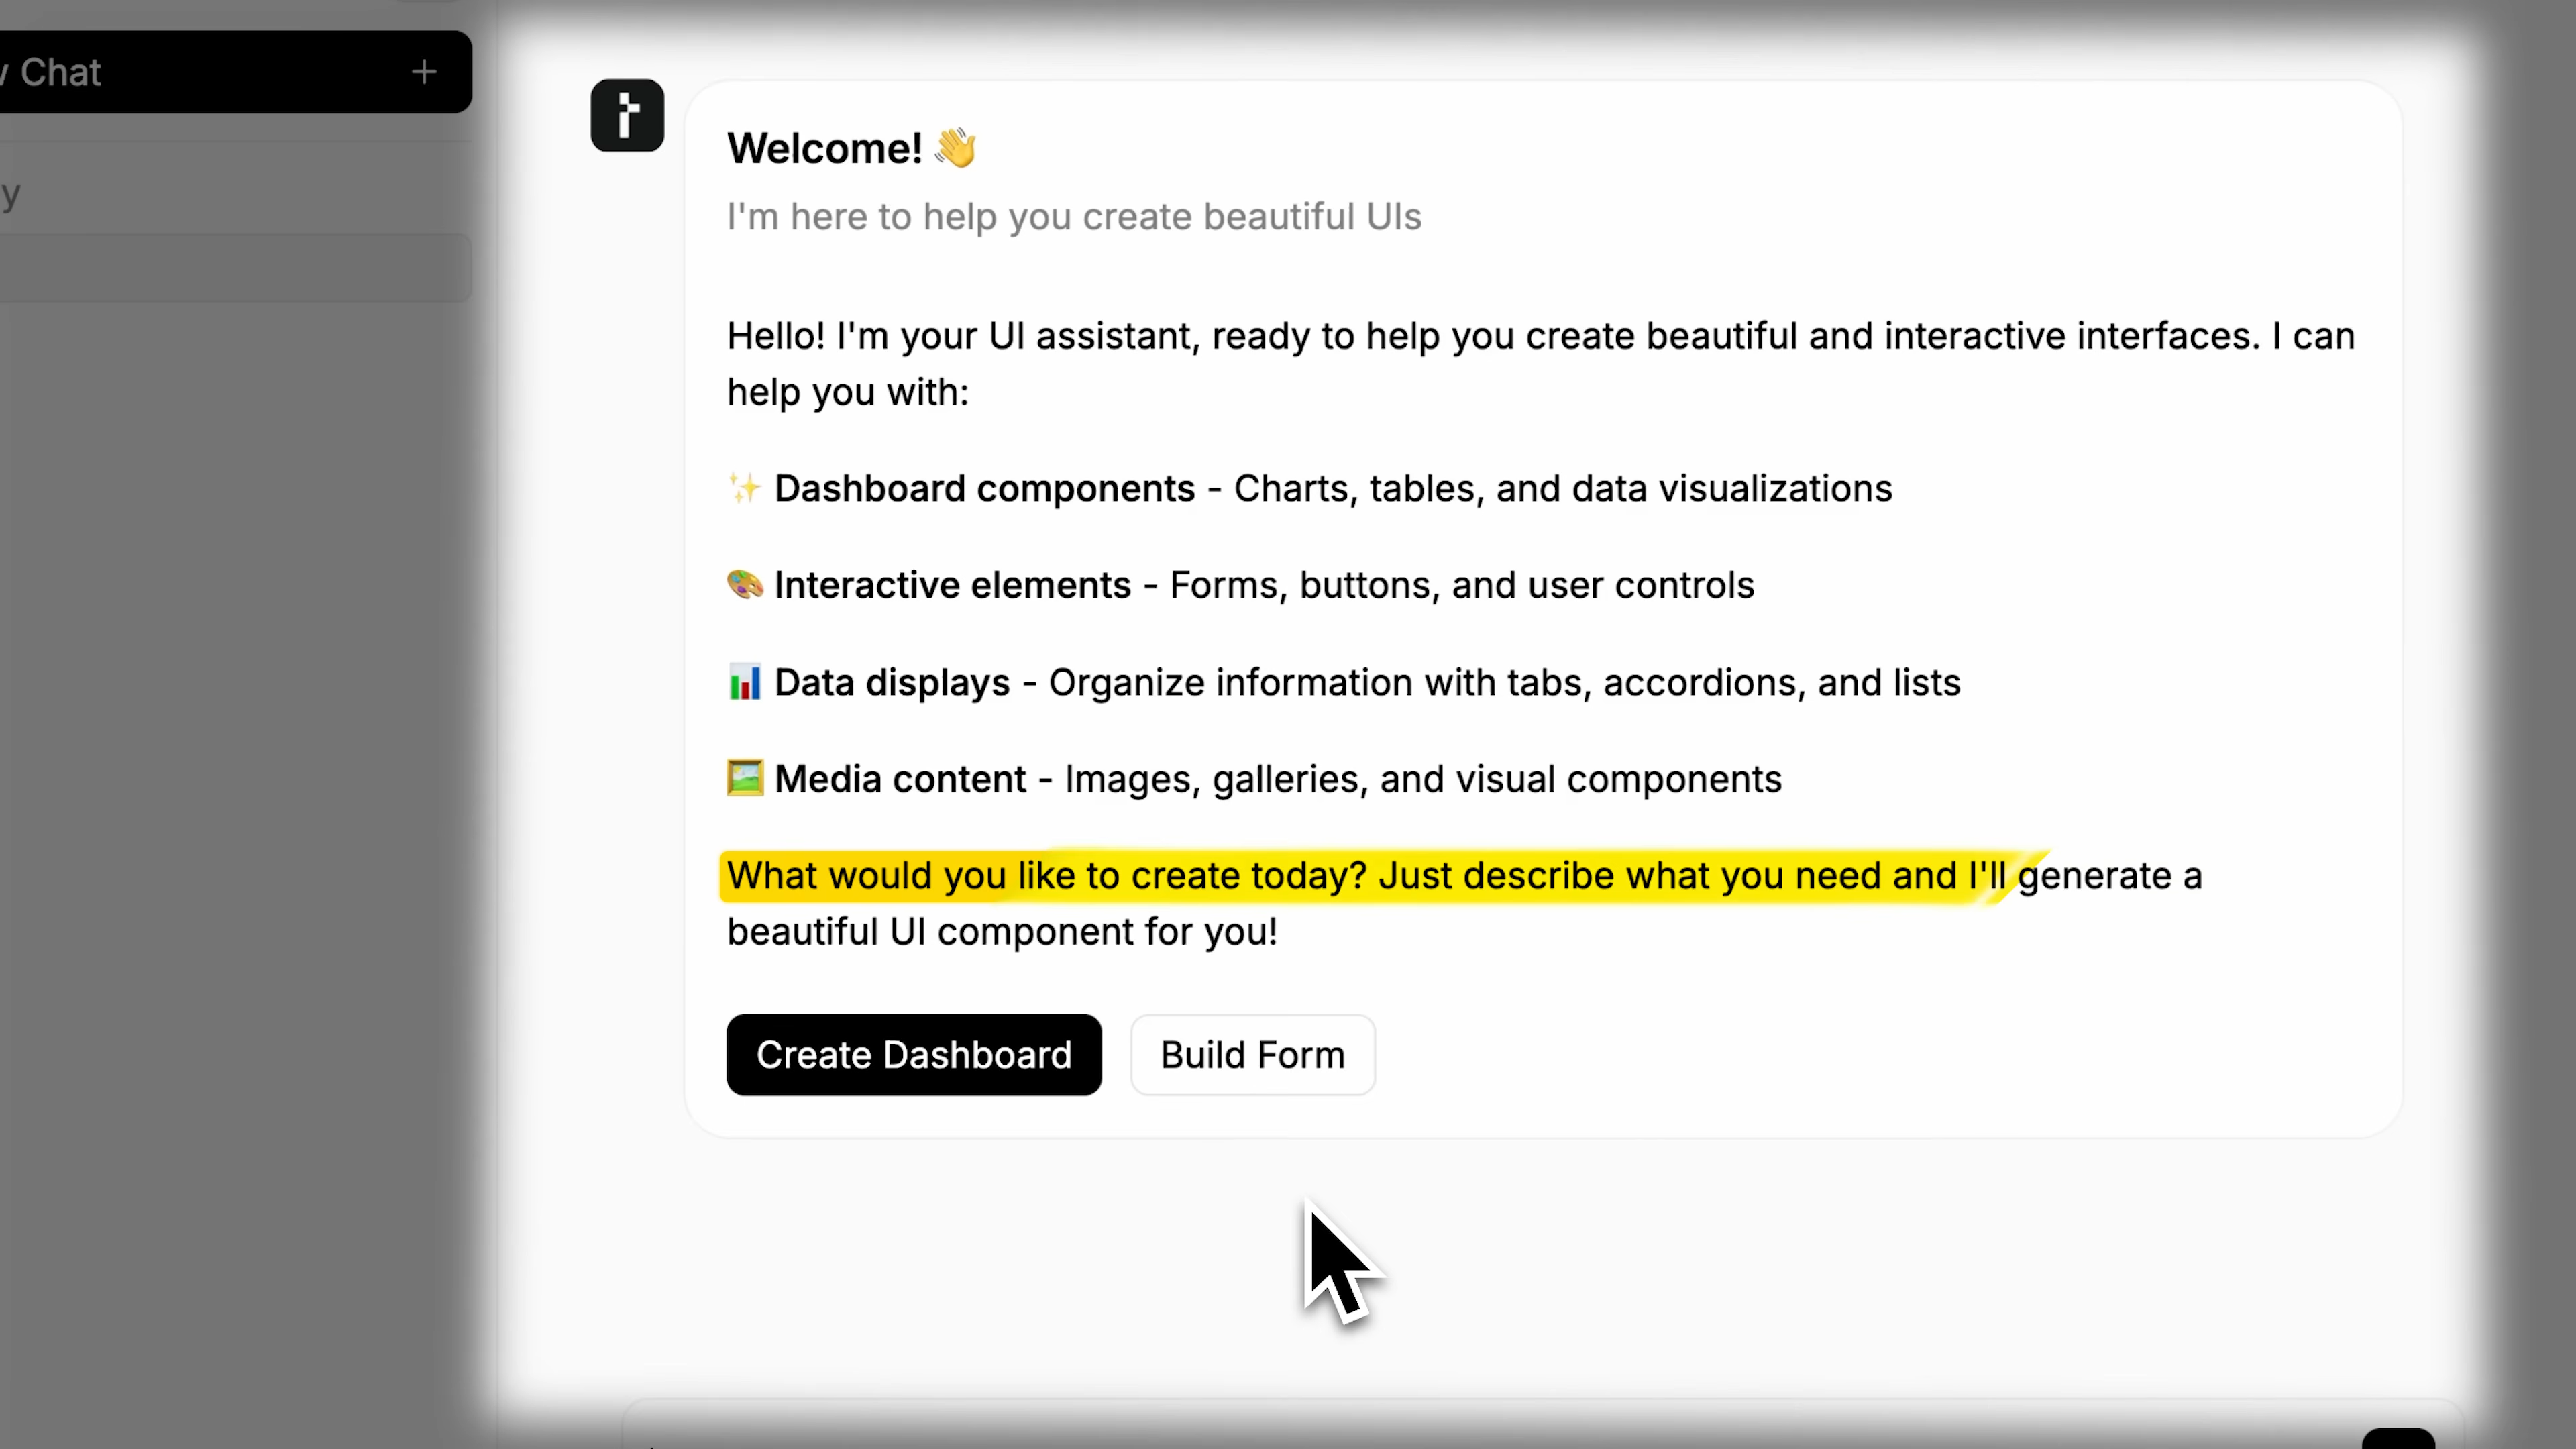 Chat
Welcome! 👋
I'm here to help you create beautiful UIs
Hello! I'm your UI assistant, ready to help you create beautiful and interactive interfaces. I can
help you with:
✨ Dashboard components - Charts, tables, and data visualizations
🎨 Interactive elements - Forms, buttons, and user controls
📊 Data displays - Organize information with tabs, accordions, and lists
🖼️ Media content - Images, galleries, and visual components
What would you like to create today? Just describe what you need and I'll generate a
beautiful UI component for you!
Create Dashboard
Build Form